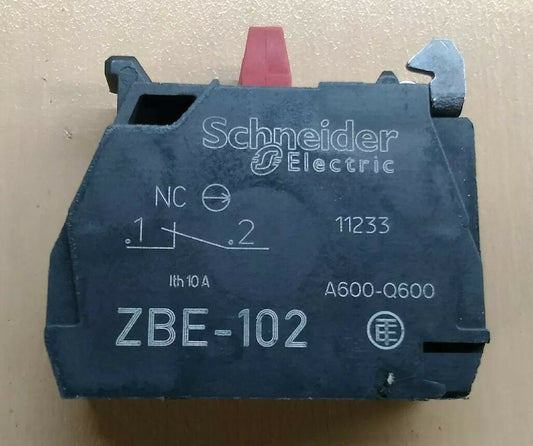 Schneider
Electric
NC
.1 .2
11233
Ith 10 A
A600-Q600
ZBE-102